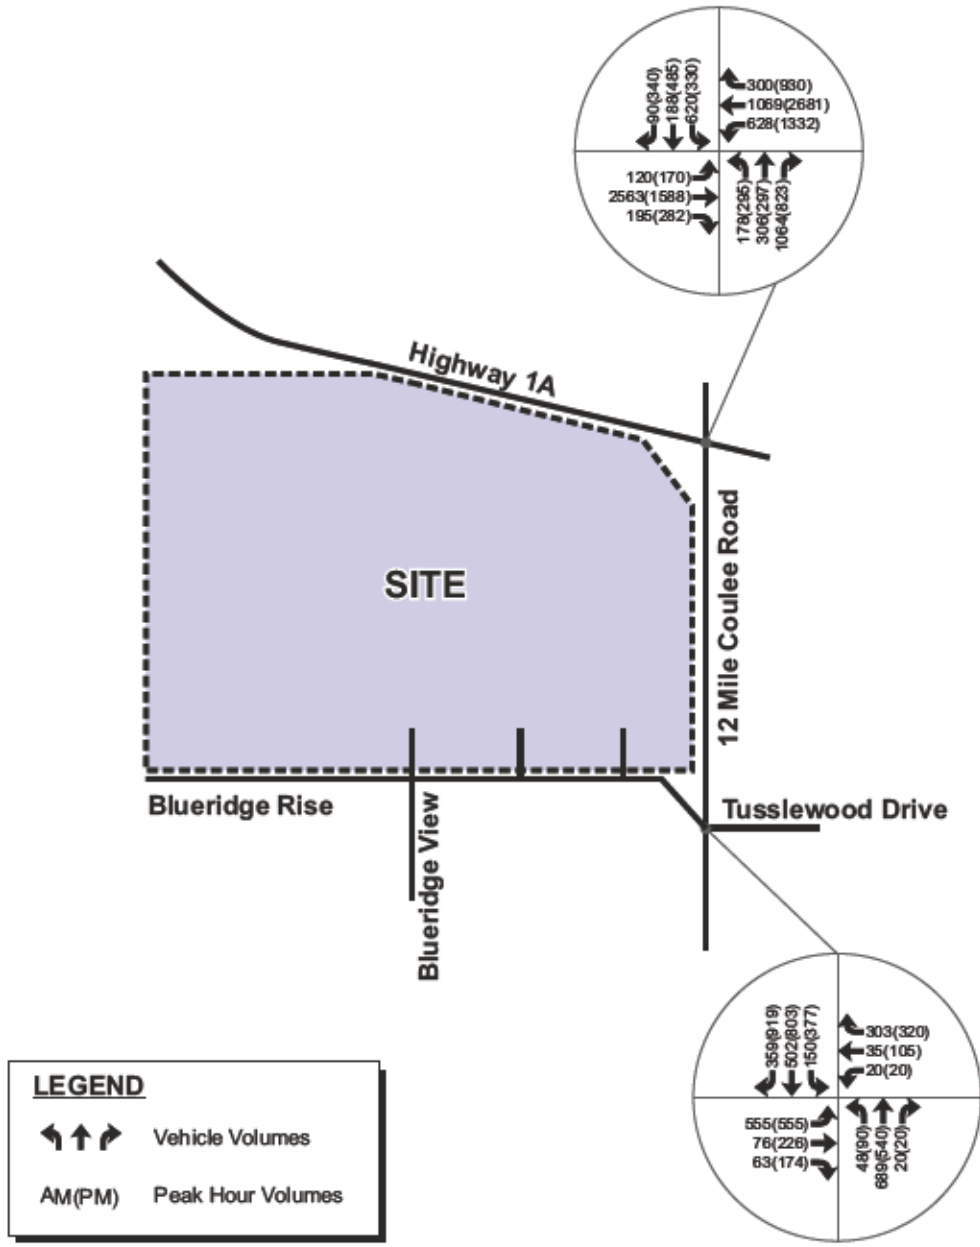 90(340)
188(485)
620(330)
300(930)
1069(2681)
628(1332)
120(170)
2563(1588)
195(282)
178(295)
306(297)
1064(823)
Highway 1A
SITE
12 Mile Coulee Road
Blueridge Rise
Blueridge View
Tusslewood Drive
359(919)
502(803)
150(377)
303(320)
35(105)
20(20)
555(555)
76(226)
63(174)
48(90)
689(540)
20(20)
LEGEND
Vehicle Volumes
AM(PM) Peak Hour Volumes